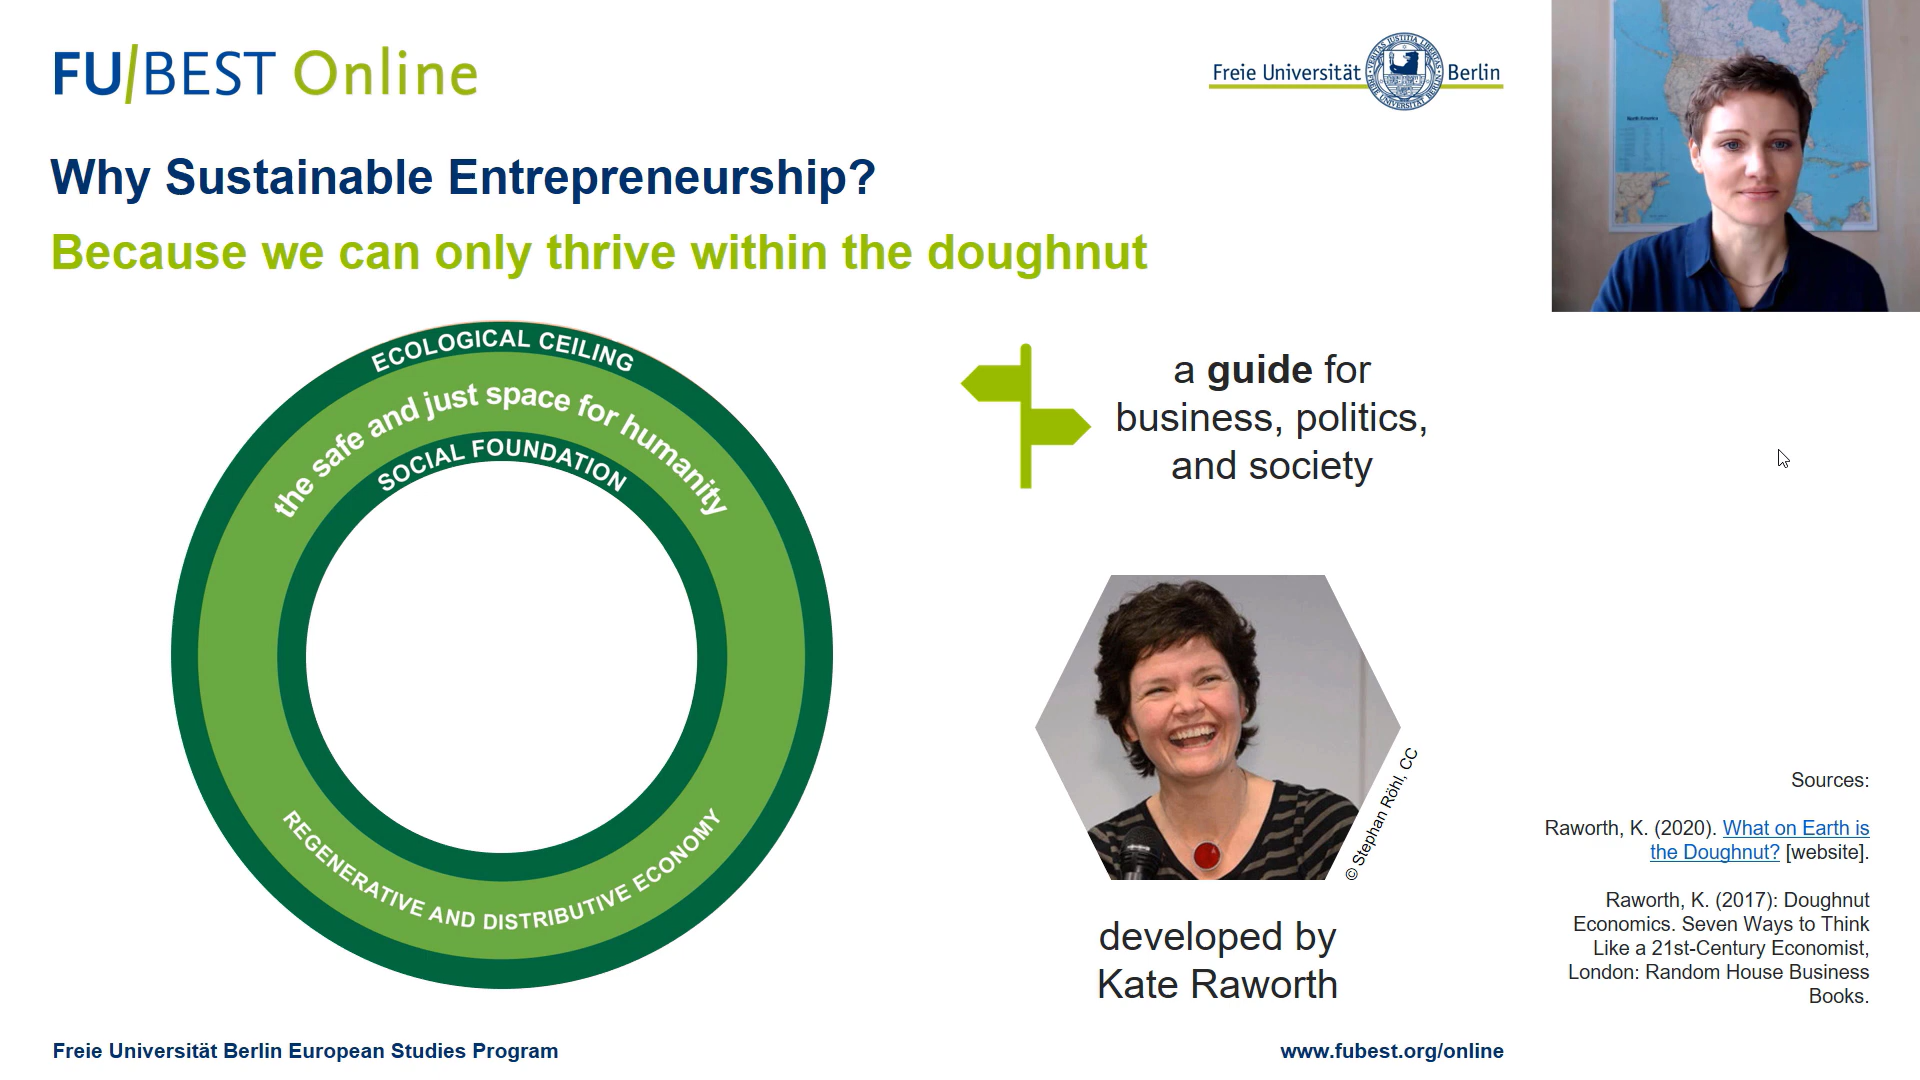 FU/BEST Online
Freie Universität Berlin
Why Sustainable Entrepreneurship?
Because we can only thrive within the doughnut
ECOLOGICAL CEILING
the safe and just space for humanity
SOCIAL FOUNDATION
REGENERATIVE AND DISTRIBUTIVE ECONOMY
a guide for
business, politics,
and society
© Stephan Röhl, CC
developed by
Kate Raworth
Sources:
Raworth, K. (2020). What on Earth is
the Doughnut? [website].
Raworth, K. (2017): Doughnut
Economics. Seven Ways to Think
Like a 21st-Century Economist,
London: Random House Business
Books.
Freie Universität Berlin European Studies Program
www.fubest.org/online